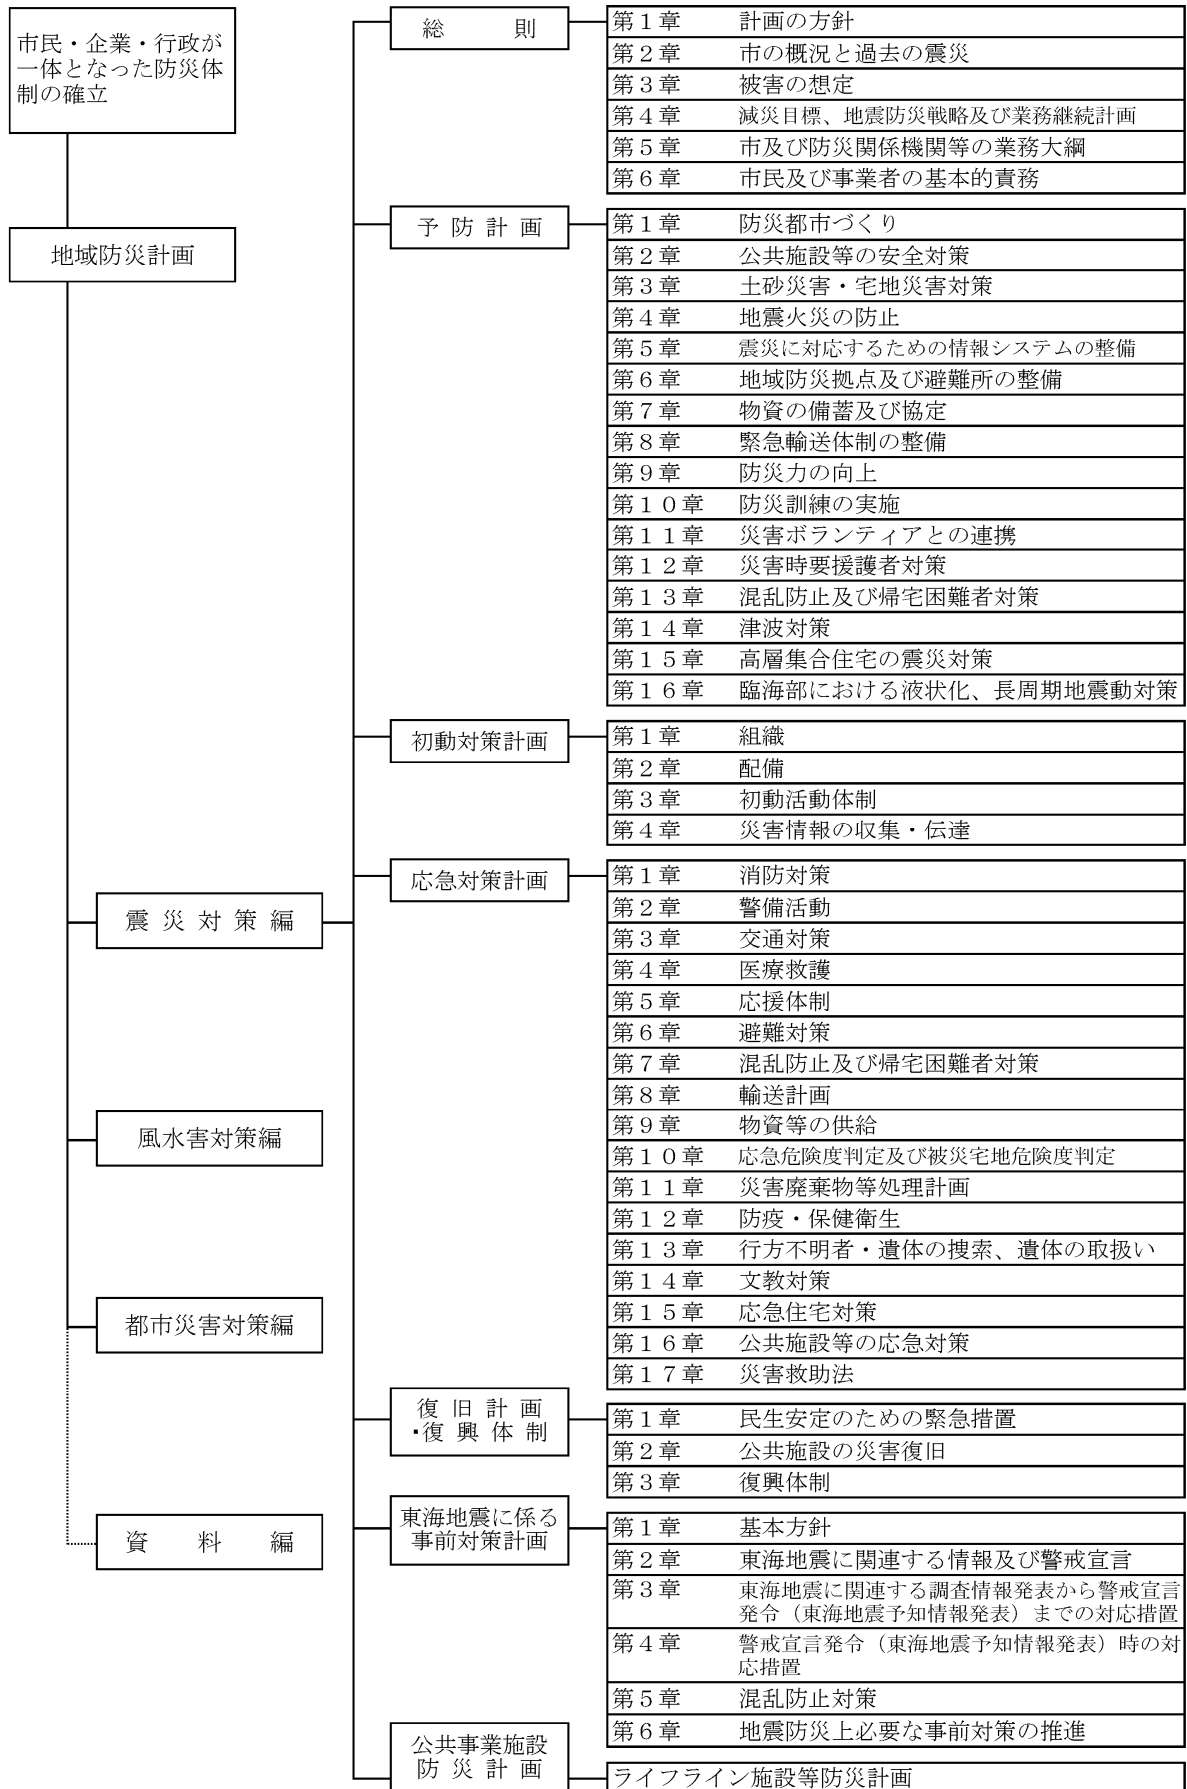 市民・企業・行政が
一体となった防災体
制の確立
地域防災計画
震災対策編
風水害対策編
都市災害対策編
資料編
総則
第１章 計画の方針
第２章 市の概況と過去の震災
第３章 被害の想定
第４章 減災目標、地震防災戦略及び業務継続計画
第５章 市及び防災関係機関等の業務大綱
第６章 市民及び事業者の基本的責務
予防計画
第１章 防災都市づくり
第２章 公共施設等の安全対策
第３章 土砂災害・宅地災害対策
第４章 地震火災の防止
第５章 震災に対応するための情報システムの整備
第６章 地域防災拠点及び避難所の整備
第７章 物資の備蓄及び協定
第８章 緊急輸送体制の整備
第９章 防災力の向上
第１０章 防災訓練の実施
第１１章 災害ボランティアとの連携
第１２章 災害時要援護者対策
第１３章 混乱防止及び帰宅困難者対策
第１４章 津波対策
第１５章 高層集合住宅の震災対策
第１６章 臨海部における液状化、長周期地震動対策
初動対策計画
第１章 組織
第２章 配備
第３章 初動活動体制
第４章 災害情報の収集・伝達
応急対策計画
第１章 消防対策
第２章 警備活動
第３章 交通対策
第４章 医療救護
第５章 応援体制
第６章 避難対策
第７章 混乱防止及び帰宅困難者対策
第８章 輸送計画
第９章 物資等の供給
第１０章 応急危険度判定及び被災宅地危険度判定
第１１章 災害廃棄物等処理計画
第１２章 防疫・保健衛生
第１３章 行方不明者・遺体の捜索、遺体の取扱い
第１４章 文教対策
第１５章 応急住宅対策
第１６章 公共施設等の応急対策
第１７章 災害救助法
復旧計画
・復興体制
第１章 民生安定のための緊急措置
第２章 公共施設の災害復旧
第３章 復興体制
東海地震に係る
事前対策計画
第１章 基本方針
第２章 東海地震に関連する情報及び警戒宣言
第３章 東海地震に関連する調査情報発表から警戒宣言
発令（東海地震予知情報発表）までの対応措置
第４章 警戒宣言発令（東海地震予知情報発表）時の対
応措置
第５章 混乱防止対策
第６章 地震防災上必要な事前対策の推進
公共事業施設
防災計画
ライフライン施設等防災計画